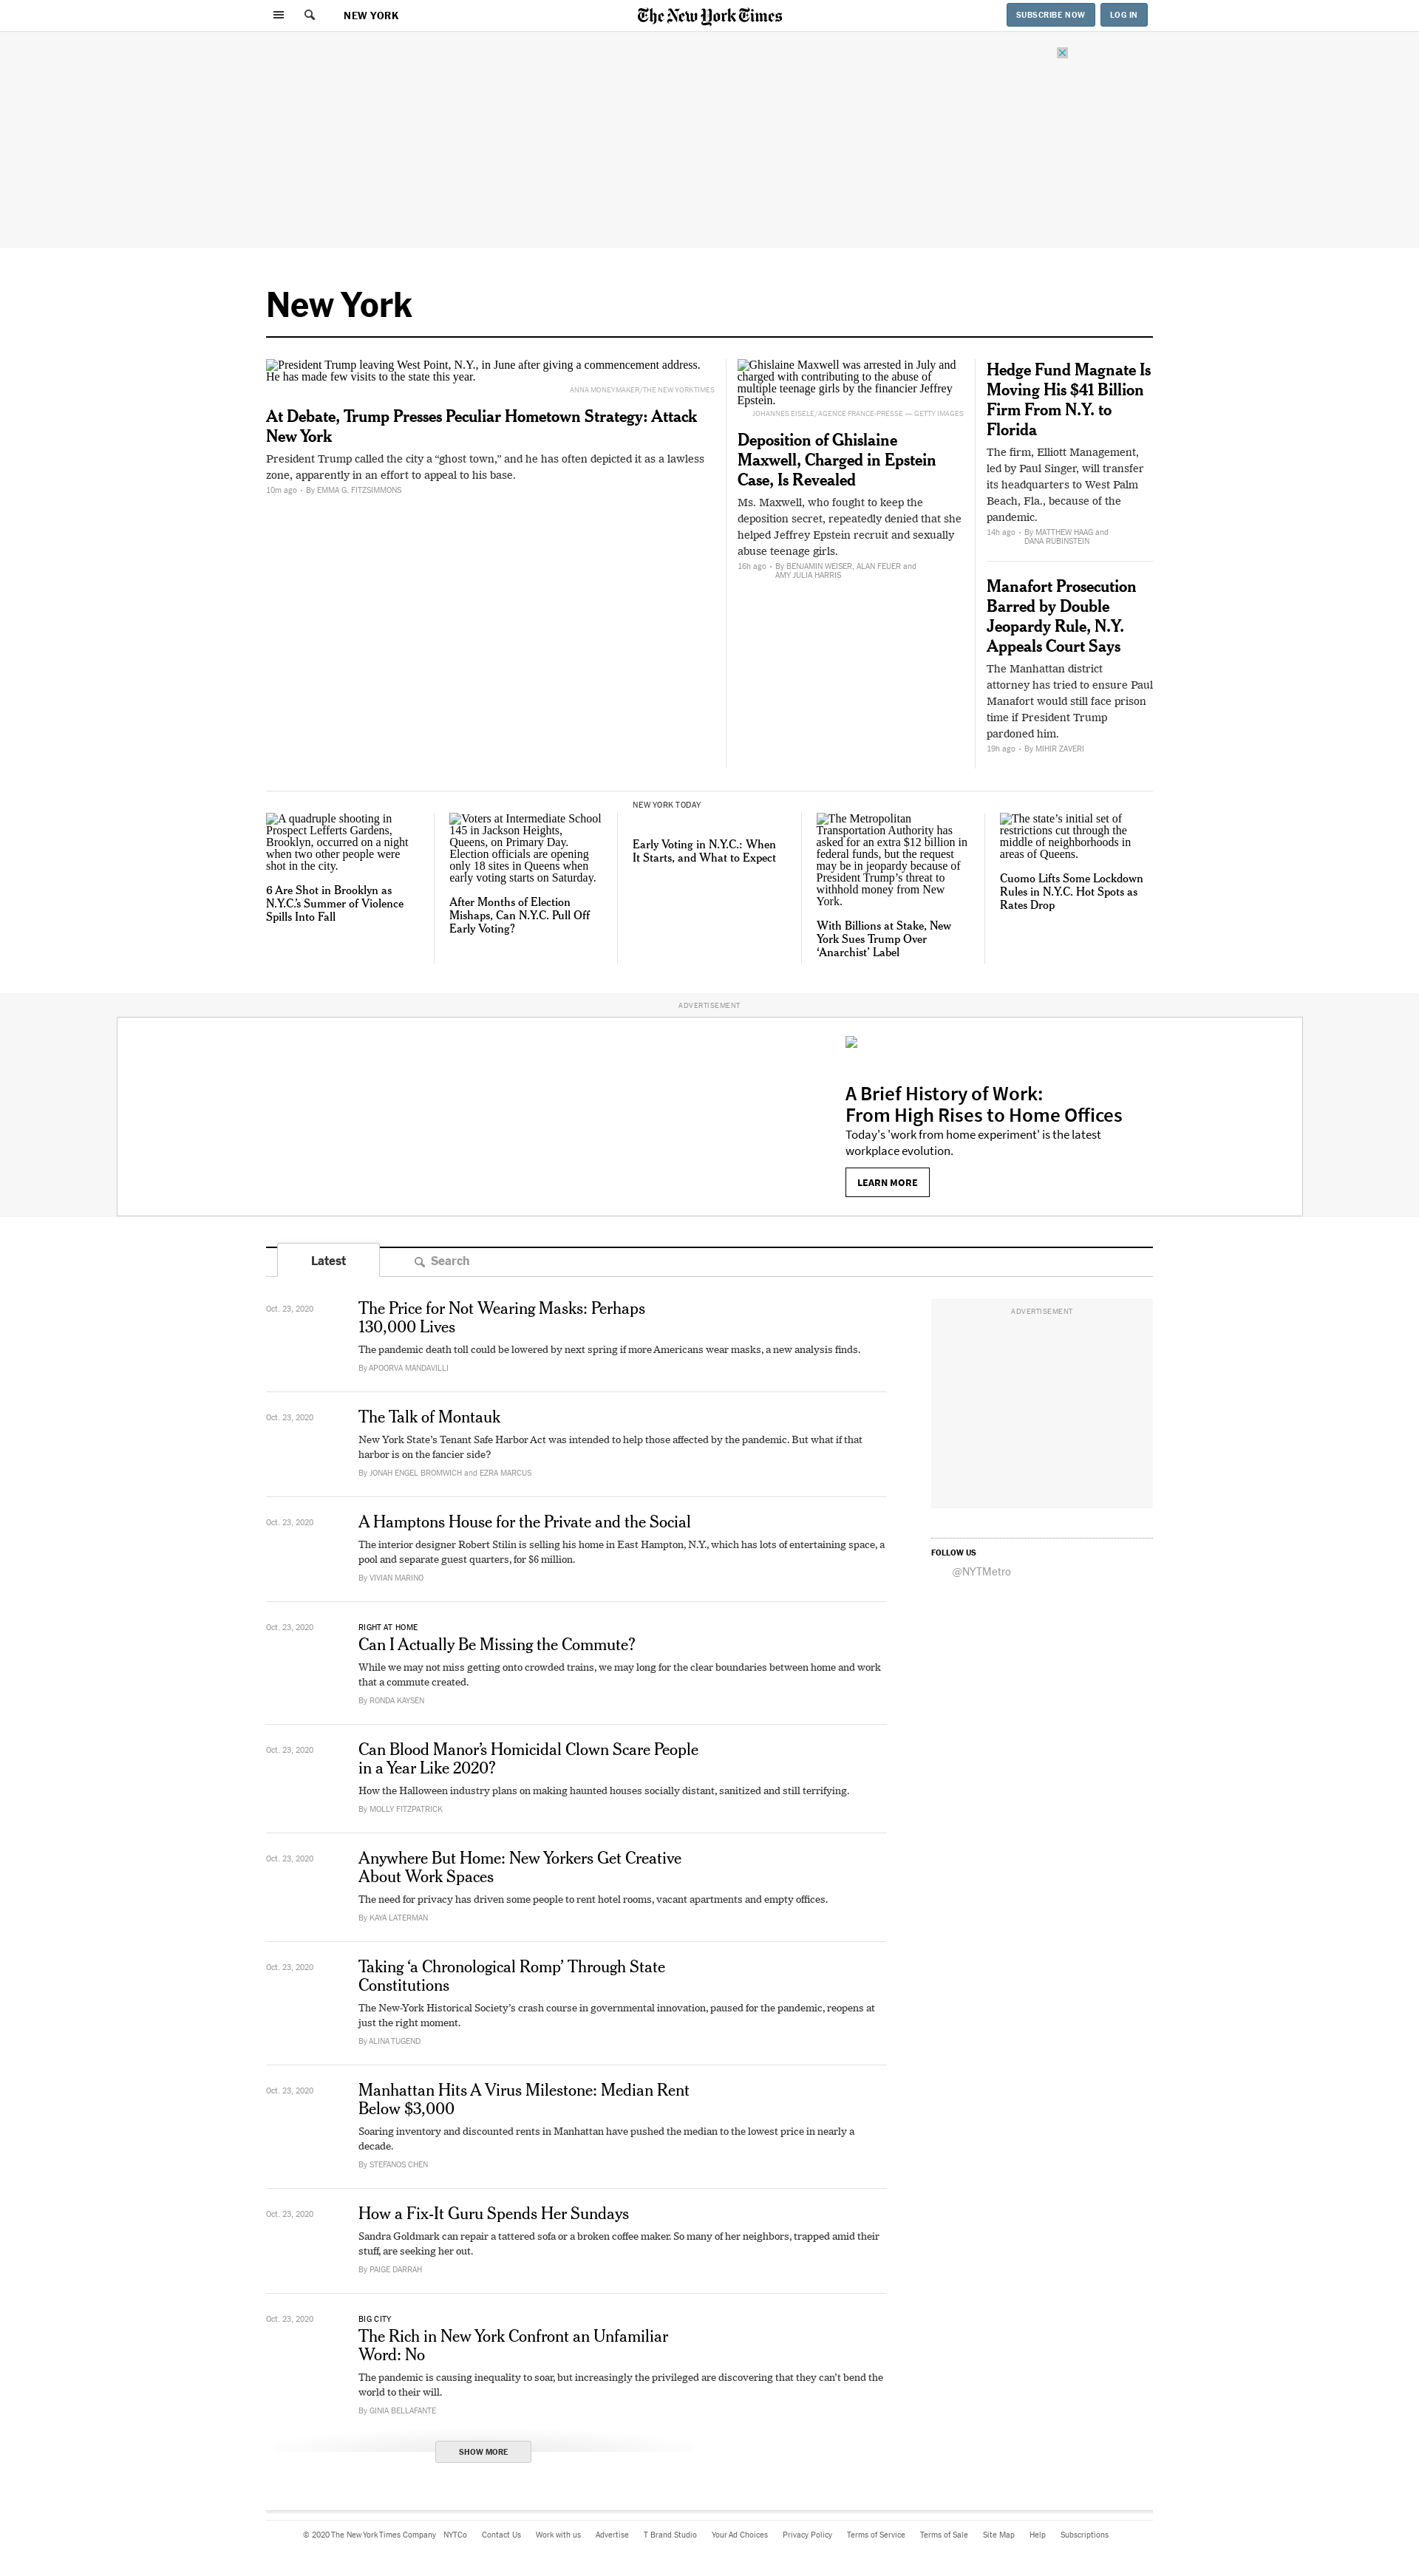 NEW YORK
The New York Times
SUBSCRIBE NOW
LOG IN
New York
President Trump leaving West Point, N.Y., in June after giving a commencement address.
He has made few visits to the state this year.
ANNA MONEYMAKER/THE NEW YORK TIMES
At Debate, Trump Presses Peculiar Hometown Strategy: Attack
New York
President Trump called the city a “ghost town,” and he has often depicted it as a lawless
zone, apparently in an effort to appeal to his base.
10m ago • By EMMA G. FITZSIMMONS
Ghislaine Maxwell was arrested in July and
charged with contributing to the abuse of
multiple teenage girls by the financier Jeffrey
Epstein.
JOHANNES EISELE/AGENCE FRANCE-PRESSE — GETTY IMAGES
Deposition of Ghislaine
Maxwell, Charged in Epstein
Case, Is Revealed
Ms. Maxwell, who fought to keep the
deposition secret, repeatedly denied that she
helped Jeffrey Epstein recruit and sexually
abuse teenage girls.
16h ago • By BENJAMIN WEISER, ALAN FEUER and
AMY JULIA HARRIS
Hedge Fund Magnate Is
Moving His $41 Billion
Firm From N.Y. to
Florida
The firm, Elliott Management,
led by Paul Singer, will transfer
its headquarters to West Palm
Beach, Fla., because of the
pandemic.
14h ago • By MATTHEW HAAG and
DANA RUBINSTEIN
Manafort Prosecution
Barred by Double
Jeopardy Rule, N.Y.
Appeals Court Says
The Manhattan district
attorney has tried to ensure Paul
Manafort would still face prison
time if President Trump
pardoned him.
19h ago • By MIHIR ZAVERI
A quadruple shooting in
Prospect Lefferts Gardens,
Brooklyn, occurred on a night
when two other people were
shot in the city.
6 Are Shot in Brooklyn as
N.Y.C.’s Summer of Violence
Spills Into Fall
Voters at Intermediate School
145 in Jackson Heights,
Queens, on Primary Day.
Election officials are opening
only 18 sites in Queens when
early voting starts on Saturday.
After Months of Election
Mishaps, Can N.Y.C. Pull Off
Early Voting?
NEW YORK TODAY
Early Voting in N.Y.C.: When
It Starts, and What to Expect
The Metropolitan
Transportation Authority has
asked for an extra $12 billion in
federal funds, but the request
may be in jeopardy because of
President Trump’s threat to
withhold money from New
York.
With Billions at Stake, New
York Sues Trump Over
‘Anarchist’ Label
The state’s initial set of
restrictions cut through the
middle of neighborhoods in
areas of Queens.
Cuomo Lifts Some Lockdown
Rules in N.Y.C. Hot Spots as
Rates Drop
ADVERTISEMENT
A Brief History of Work:
From High Rises to Home Offices
Today's 'work from home experiment' is the latest
workplace evolution.
LEARN MORE
Latest
Search
Oct. 23, 2020
The Price for Not Wearing Masks: Perhaps
130,000 Lives
The pandemic death toll could be lowered by next spring if more Americans wear masks, a new analysis finds.
By APOORVA MANDAVILLI
ADVERTISEMENT
Oct. 23, 2020
The Talk of Montauk
New York State’s Tenant Safe Harbor Act was intended to help those affected by the pandemic. But what if that
harbor is on the fancier side?
By JONAH ENGEL BROMWICH and EZRA MARCUS
Oct. 23, 2020
A Hamptons House for the Private and the Social
The interior designer Robert Stilin is selling his home in East Hampton, N.Y., which has lots of entertaining space, a
pool and separate guest quarters, for $6 million.
By VIVIAN MARINO
FOLLOW US
@NYTMetro
Oct. 23, 2020
RIGHT AT HOME
Can I Actually Be Missing the Commute?
While we may not miss getting onto crowded trains, we may long for the clear boundaries between home and work
that a commute created.
By RONDA KAYSEN
Oct. 23, 2020
Can Blood Manor’s Homicidal Clown Scare People
in a Year Like 2020?
How the Halloween industry plans on making haunted houses socially distant, sanitized and still terrifying.
By MOLLY FITZPATRICK
Oct. 23, 2020
Anywhere But Home: New Yorkers Get Creative
About Work Spaces
The need for privacy has driven some people to rent hotel rooms, vacant apartments and empty offices.
By KAYA LATERMAN
Oct. 23, 2020
Taking ‘a Chronological Romp’ Through State
Constitutions
The New-York Historical Society’s crash course in governmental innovation, paused for the pandemic, reopens at
just the right moment.
By ALINA TUGEND
Oct. 23, 2020
Manhattan Hits A Virus Milestone: Median Rent
Below $3,000
Soaring inventory and discounted rents in Manhattan have pushed the median to the lowest price in nearly a
decade.
By STEFANOS CHEN
Oct. 23, 2020
How a Fix-It Guru Spends Her Sundays
Sandra Goldmark can repair a tattered sofa or a broken coffee maker. So many of her neighbors, trapped amid their
stuff, are seeking her out.
By PAIGE DARRAH
Oct. 23, 2020
BIG CITY
The Rich in New York Confront an Unfamiliar
Word: No
The pandemic is causing inequality to soar, but increasingly the privileged are discovering that they can’t bend the
world to their will.
By GINIA BELLAFANTE
SHOW MORE
© 2020 The New York Times Company NYTCo Contact Us Work with us Advertise T Brand Studio Your Ad Choices Privacy Policy Terms of Service Terms of Sale Site Map Help Subscriptions